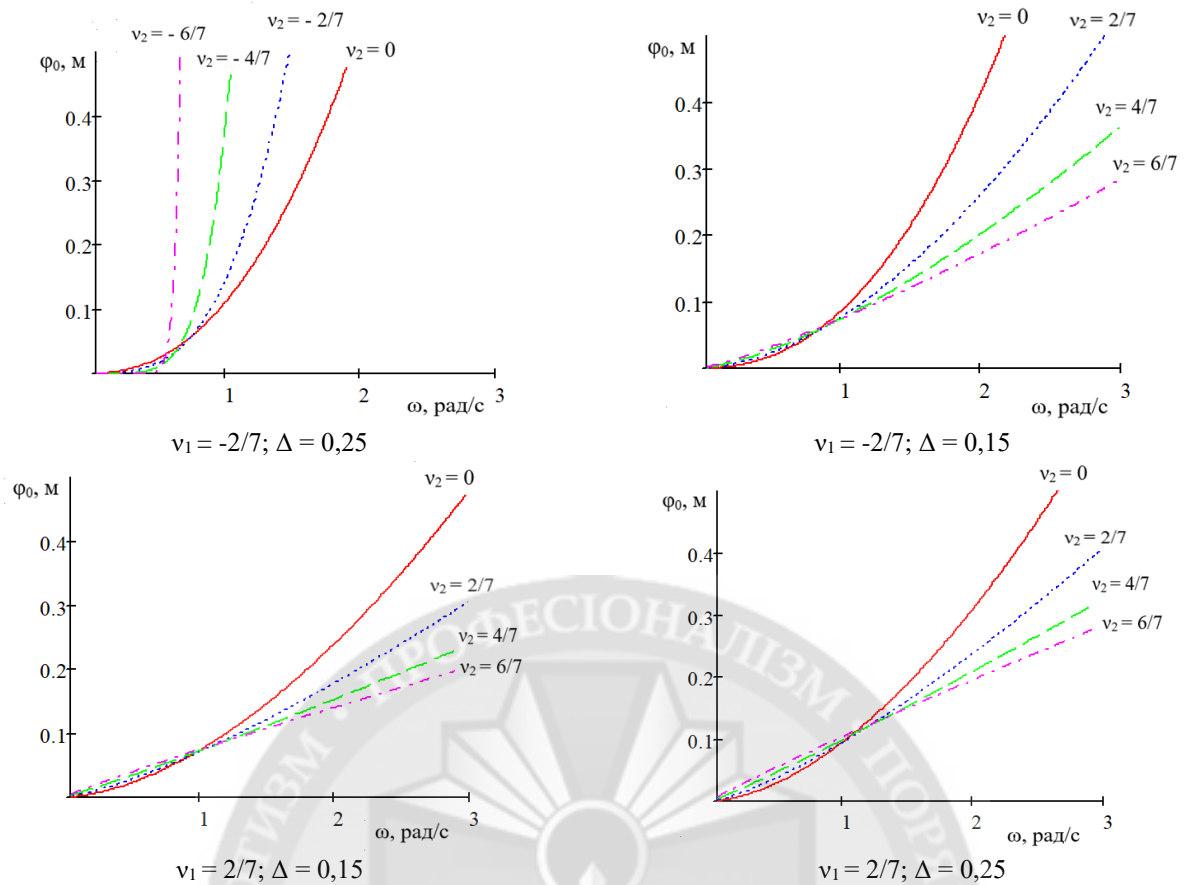 ν₂ = - 6/7
ν₂ = - 4/7
ν₂ = - 2/7
ν₂ = 0
φ₀, м
0.4
0.3
0.2
0.1
1
2
3
ω, рад/с
ν₁ = -2/7; Δ = 0,25
ν₂ = 0
ν₂ = 2/7
ν₂ = 4/7
ν₂ = 6/7
φ₀, м
0.4
0.3
0.2
0.1
1
2
3
ω, рад/с
ν₁ = -2/7; Δ = 0,15
ν₂ = 0
ν₂ = 2/7
ν₂ = 4/7
ν₂ = 6/7
φ₀, м
0.4
0.3
0.2
0.1
1
2
3
ω, рад/с
ν₁ = 2/7; Δ = 0,15
ν₂ = 0
ν₂ = 2/7
ν₂ = 4/7
ν₂ = 6/7
φ₀, м
0.4
0.3
0.2
0.1
1
2
3
ω, рад/с
ν₁ = 2/7; Δ = 0,25
ПРОФЕСІОНАЛІЗМ